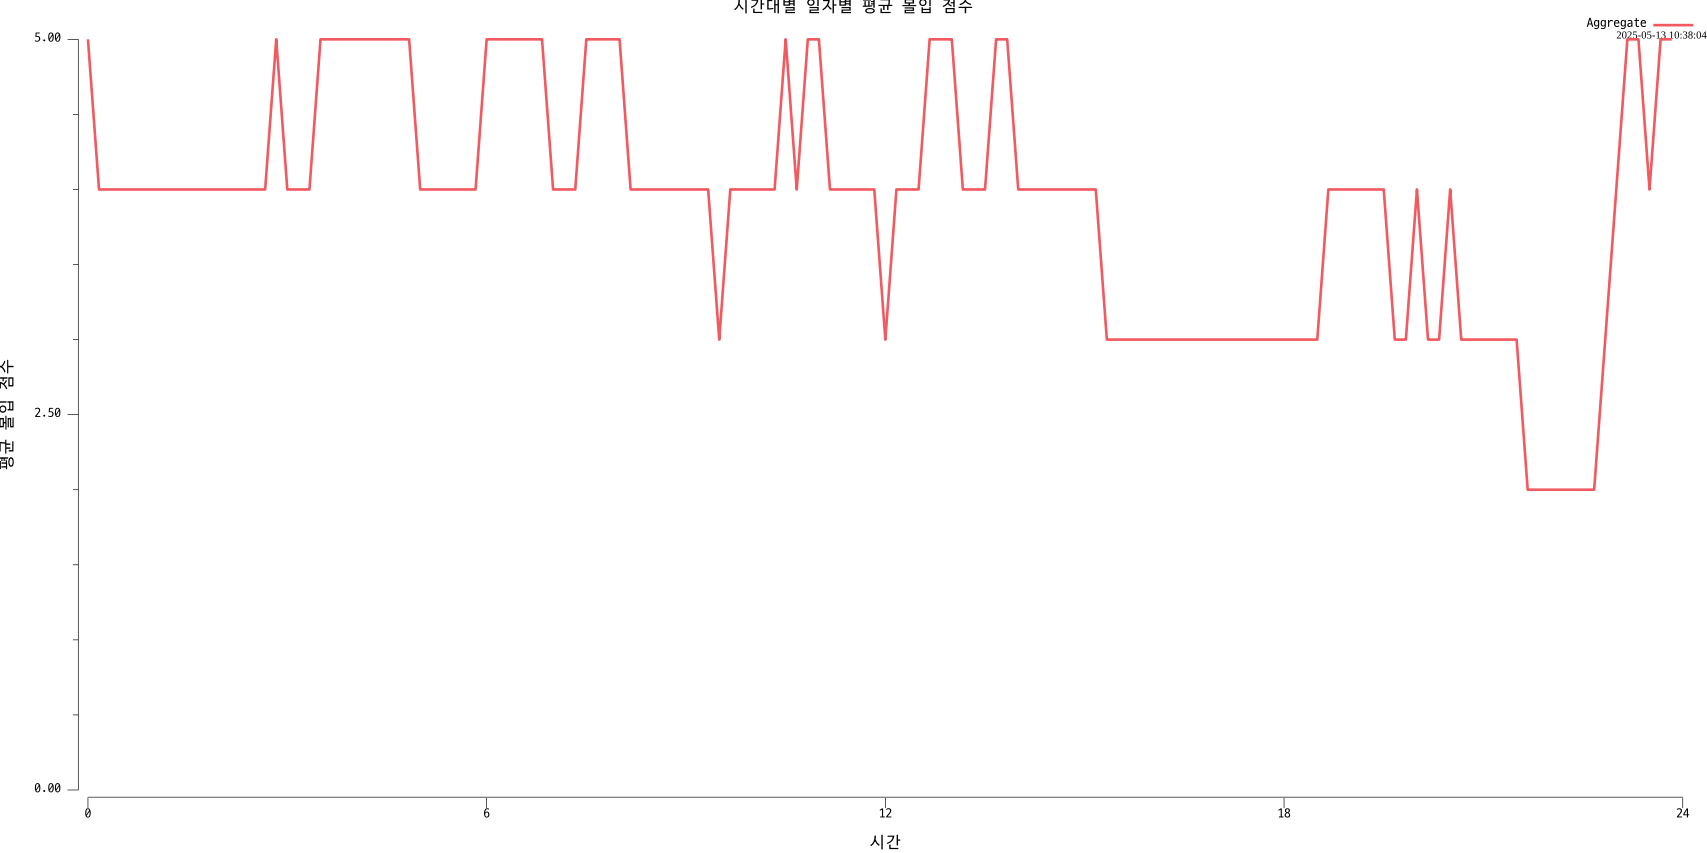 시간대별 일자별 평균 몰입 점수
Aggregate
2025-05-13 10:38:04
5.00
2.50
0.00
평균 몰입 점수
0 6 12 18 24
시간